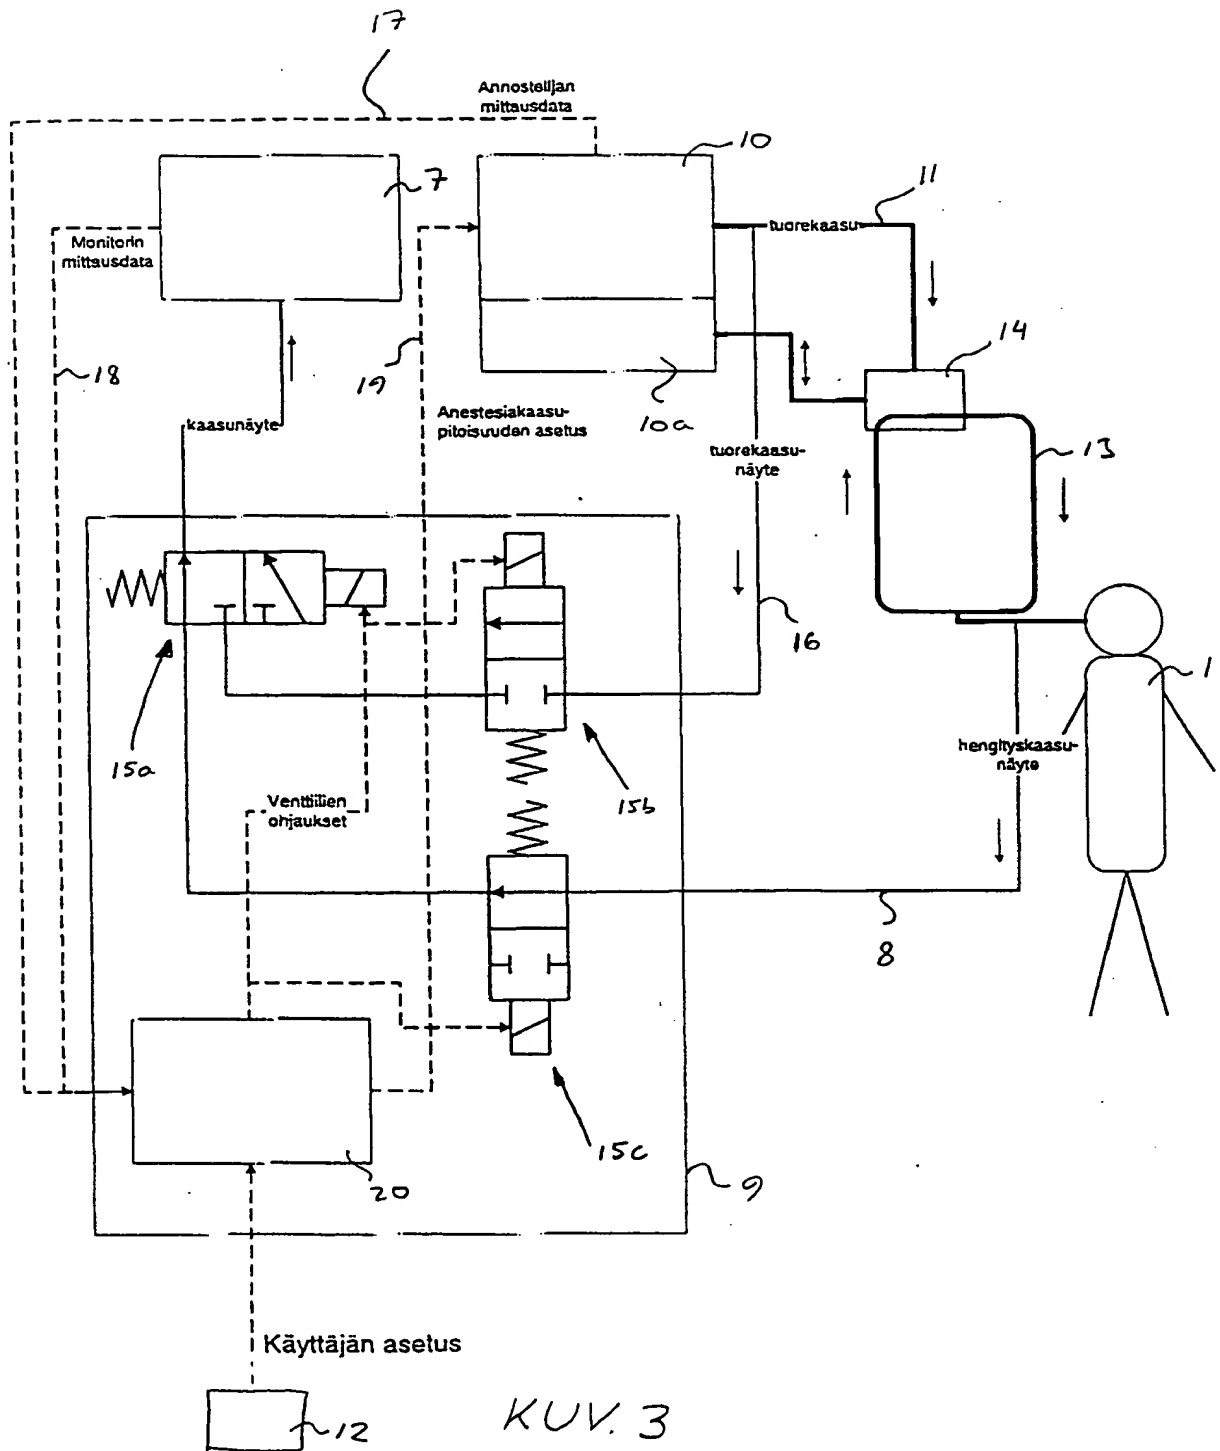 17
Annostelijan
mittausdata
10
7
11
tuorekaasu
Monitorin
mittausdata
14
18
19
kaasunäyte
Anestesiakaasu-
pitoisuuden asetus
10a
tuorekaasu-
näyte
13
16
1
15a
hengityskaasu-
näyte
15b
Venttiilien
ohjaukset
8
15c
20
9
Käyttäjän asetus
12
KUV. 3